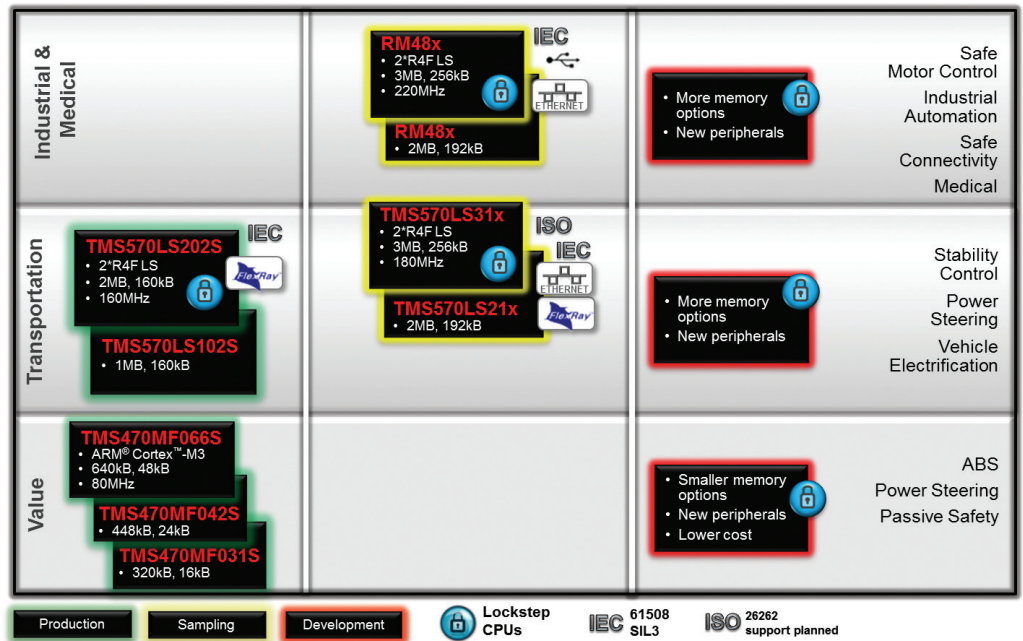 Industrial &
Medical
RM48x
• 2*R4F LS
• 3MB, 256kB
• 220MHz
IEC
ETHERNET
RM48x
• 2MB, 192kB
• More memory
options
• New peripherals
Safe
Motor Control
Industrial
Automation
Safe
Connectivity
Medical
Transportation
TMS570LS202S
• 2*R4F LS
• 2MB, 160kB
• 160MHz
IEC
FlexRay
TMS570LS102S
• 1MB, 160kB
TMS570LS31x
• 2*R4F LS
• 3MB, 256kB
• 180MHz
ISO
IEC
ETHERNET
TMS570LS21x
• 2MB, 192kB
FlexRay
• More memory
options
• New peripherals
Stability
Control
Power
Steering
Vehicle
Electrification
Value
TMS470MF066S
• ARM® Cortex™-M3
• 640kB, 48kB
• 80MHz
TMS470MF042S
• 448kB, 24kB
TMS470MF031S
• 320kB, 16kB
• Smaller memory
options
• New peripherals
• Lower cost
ABS
Power Steering
Passive Safety
Production
Sampling
Development
Lockstep
CPUs
IEC 61508
SIL3
ISO 26262
support planned